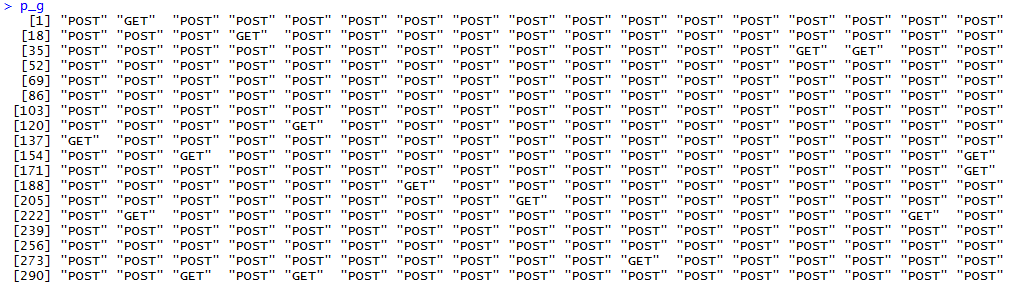 > p_g
[1] "POST" "GET" "POST" "POST" "POST" "POST" "POST" "POST" "POST" "POST" "POST" "POST" "POST" "POST" "POST" "POST" "POST"
[18] "POST" "POST" "POST" "GET" "POST" "POST" "POST" "POST" "POST" "POST" "POST" "POST" "POST" "POST" "POST" "POST" "POST"
[35] "POST" "POST" "POST" "POST" "POST" "POST" "POST" "POST" "POST" "POST" "POST" "POST" "POST" "GET" "GET" "POST" "POST"
[52] "POST" "POST" "POST" "POST" "POST" "POST" "POST" "POST" "POST" "POST" "POST" "POST" "POST" "POST" "POST" "POST" "POST"
[69] "POST" "POST" "POST" "POST" "POST" "POST" "POST" "POST" "POST" "POST" "POST" "POST" "POST" "POST" "POST" "POST" "POST"
[86] "POST" "POST" "POST" "POST" "POST" "POST" "POST" "POST" "POST" "POST" "POST" "POST" "POST" "POST" "POST" "POST" "POST"
[103] "POST" "POST" "POST" "POST" "POST" "POST" "POST" "POST" "POST" "POST" "POST" "POST" "POST" "POST" "POST" "POST" "POST"
[120] "POST" "POST" "POST" "POST" "GET" "POST" "POST" "POST" "POST" "POST" "POST" "POST" "POST" "POST" "POST" "POST" "POST"
[137] "GET" "POST" "POST" "POST" "POST" "POST" "POST" "POST" "POST" "POST" "POST" "POST" "POST" "POST" "POST" "POST" "POST"
[154] "POST" "POST" "GET" "POST" "POST" "POST" "POST" "POST" "POST" "POST" "POST" "POST" "POST" "POST" "POST" "POST" "GET"
[171] "POST" "POST" "POST" "POST" "POST" "POST" "POST" "POST" "POST" "POST" "POST" "POST" "POST" "POST" "POST" "POST" "GET"
[188] "POST" "POST" "POST" "POST" "POST" "POST" "GET" "POST" "POST" "POST" "POST" "POST" "POST" "POST" "POST" "POST" "POST"
[205] "POST" "POST" "POST" "POST" "POST" "POST" "POST" "POST" "GET" "POST" "POST" "POST" "POST" "POST" "POST" "POST" "POST"
[222] "POST" "GET" "POST" "POST" "POST" "POST" "POST" "POST" "POST" "POST" "POST" "POST" "POST" "POST" "POST" "GET" "POST"
[239] "POST" "POST" "POST" "POST" "POST" "POST" "POST" "POST" "POST" "POST" "POST" "POST" "POST" "POST" "POST" "POST" "POST"
[256] "POST" "POST" "POST" "POST" "POST" "POST" "POST" "POST" "POST" "POST" "POST" "POST" "POST" "POST" "POST" "POST" "POST"
[273] "POST" "POST" "POST" "POST" "POST" "POST" "POST" "POST" "POST" "POST" "GET" "POST" "POST" "POST" "POST" "POST" "POST"
[290] "POST" "POST" "GET" "POST" "GET" "POST" "POST" "POST" "POST" "POST" "POST" "POST" "POST" "POST" "POST" "POST" "POST"